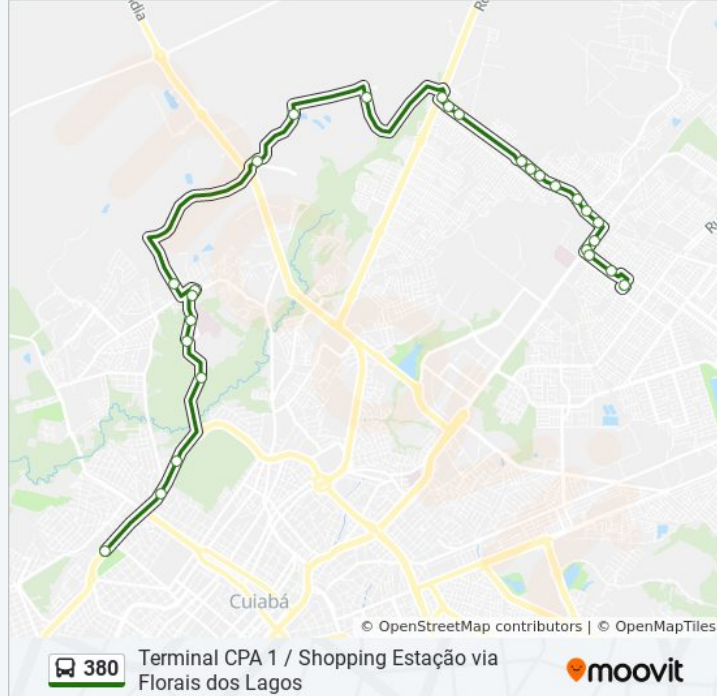 Cuiabá
© OpenStreetMap contributors | © OpenMapTiles
380
Terminal CPA 1 / Shopping Estação via
Florais dos Lagos
moovit